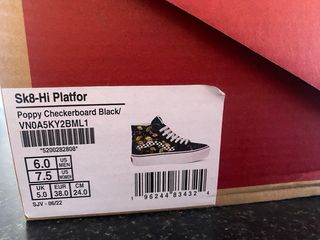 Sk8-Hi Platfor
Poppy Checkerboard Black/
VN0A5KY2BML1
*5200282808*
6.0 US MEN
7.5 US WOMEN
UK EUR CM
5.0 38.0 24.0
SJV - 06/22
1 96244 83432 4